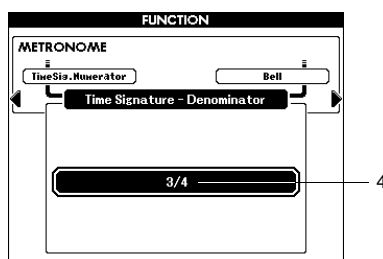 FUNCTION
METRONOME
TimeSig.Numerator Bell
Time Signature - Denominator
3/4 4